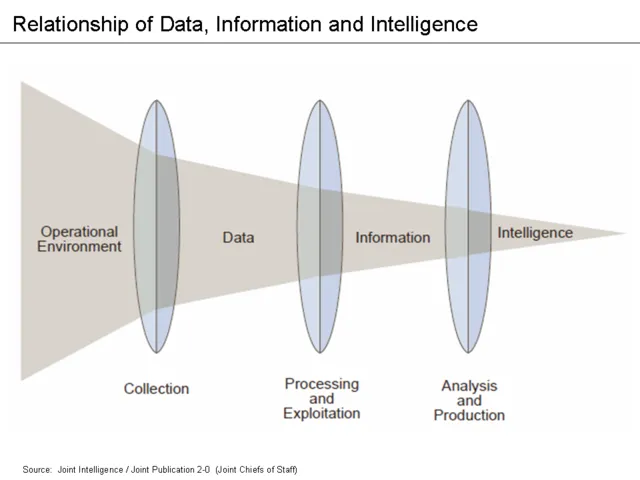 Relationship of Data, Information and Intelligence
Operational
Environment
Data
Information
Intelligence
Collection
Processing
and
Exploitation
Analysis
and
Production
Source:  Joint Intelligence / Joint Publication 2-0  (Joint Chiefs of Staff)